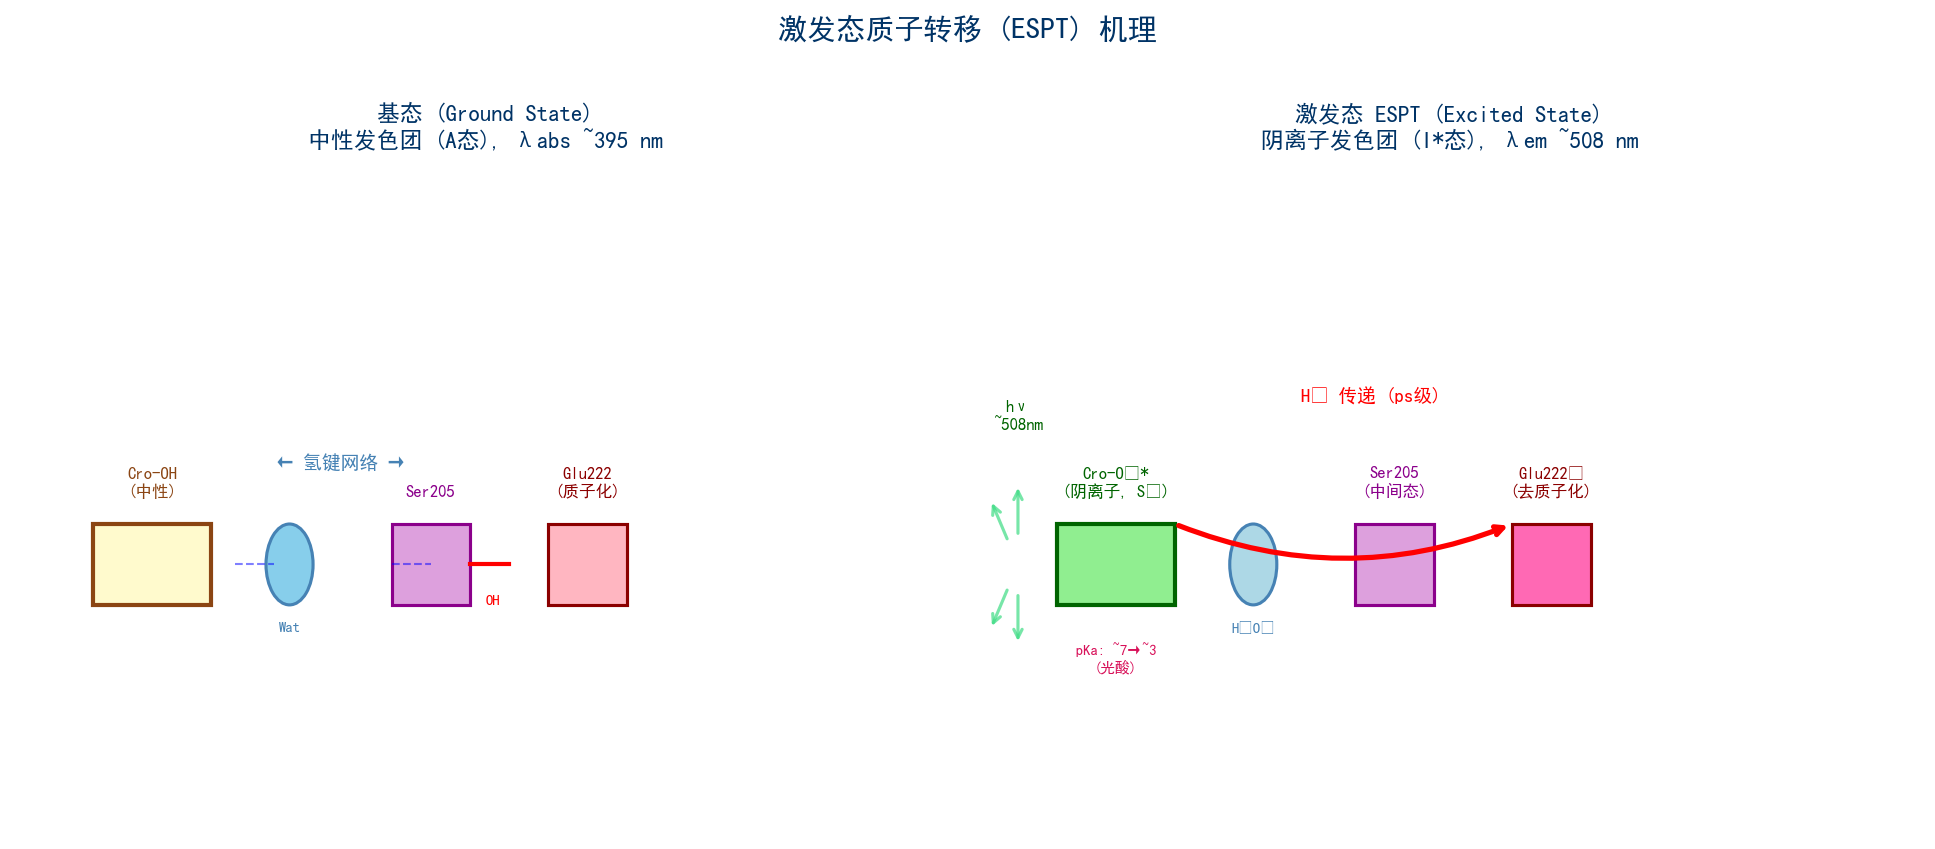 激发态质子转移 (ESPT) 机理
基态 (Ground State)
中性发色团 (A态), λabs ~395 nm
← 氢键网络 →
Cro-OH
(中性)
Ser205
Glu222
(质子化)
OH
Wat
激发态 ESPT (Excited State)
阴离子发色团 (I*态), λem ~508 nm
H□ 传递 (ps级)
hν
~508nm
Cro-O□*
(阴离子, S□)
Ser205
(中间态)
Glu222□
(去质子化)
H□O□
pKa: ~7→~3
(光酸)